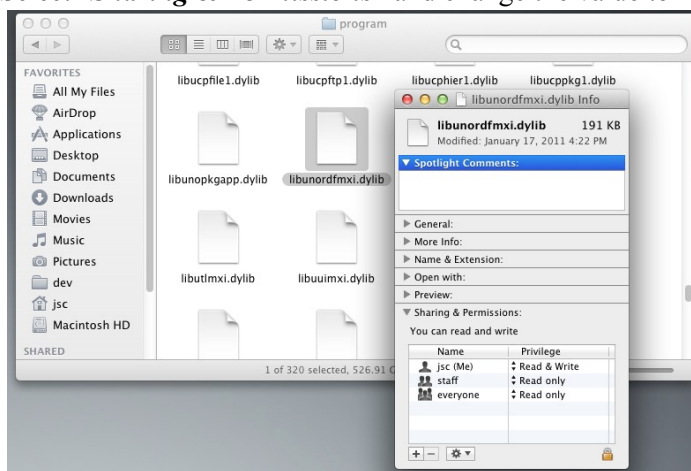 program
FAVORITES
All My Files
AirDrop
Applications
Desktop
Documents
Downloads
Movies
Music
Pictures
dev
jsc
Macintosh HD
SHARED
libucpfile1.dylib
libucpftp1.dylib
libucphier1.dylib
libucppkg1.dylib
libunopkgapp.dylib
libunordfmxi.dylib
libutlmxi.dylib
libuuimxi.dylib
1 of 320 selected, 526.91 G
libunordfmxi.dylib Info
libunordfmxi.dylib 191 KB
Modified: January 17, 2011 4:22 PM
Spotlight Comments:
General:
More Info:
Name & Extension:
Open with:
Preview:
Sharing & Permissions:
You can read and write
Name Privilege
jsc (Me) Read & Write
staff Read only
everyone Read only